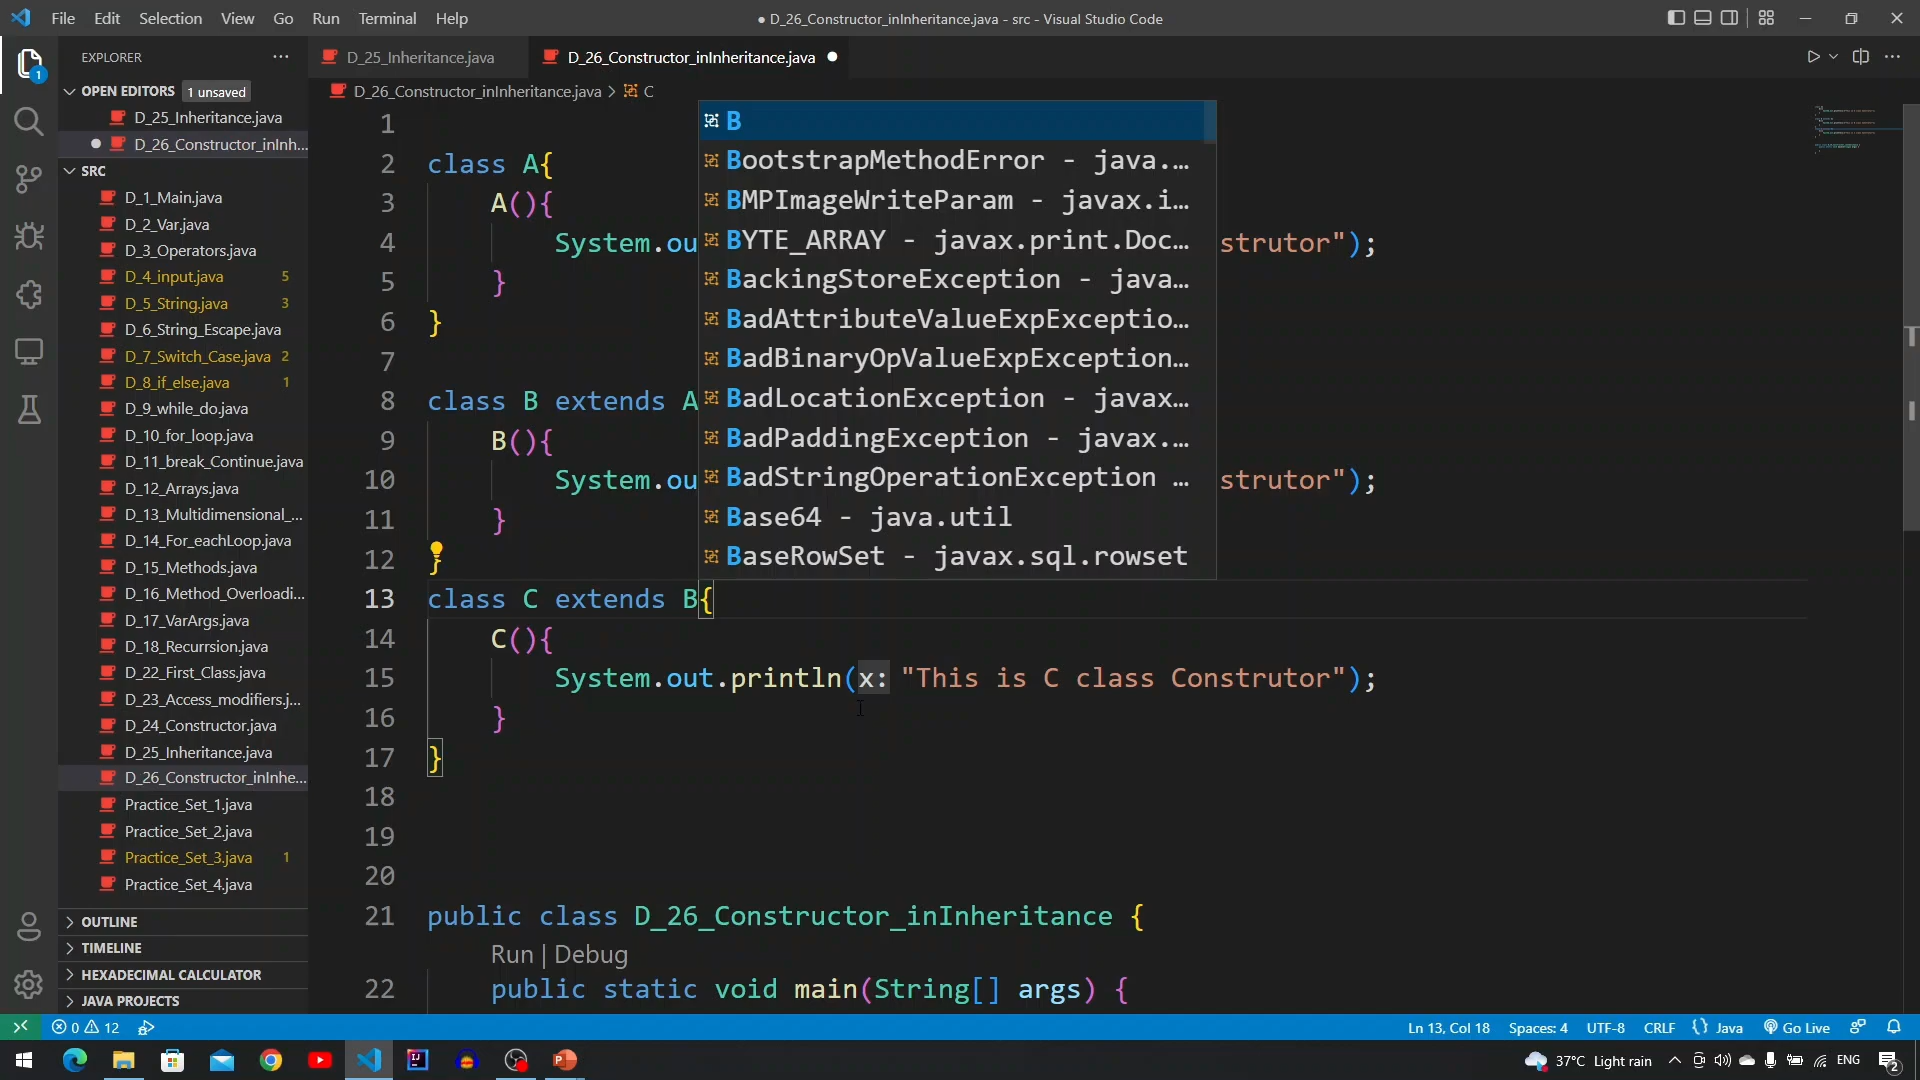 File Edit Selection View Go Run Terminal Help
● D_26_Constructor_inInheritance.java - src - Visual Studio Code
EXPLORER
D_25_Inheritance.java
D_26_Constructor_inInheritance.java
OPEN EDITORS 1 unsaved
D_26_Constructor_inInheritance.java > C
D_25_Inheritance.java
D_26_Constructor_inInh...
SRC
D_1_Main.java
D_2_Var.java
D_3_Operators.java
D_4_input.java 5
D_5_String.java 3
D_6_String_Escape.java
D_7_Switch_Case.java 2
D_8_if_else.java 1
D_9_while_do.java
D_10_for_loop.java
D_11_break_Continue.java
D_12_Arrays.java
D_13_Multidimensional_...
D_14_For_eachLoop.java
D_15_Methods.java
D_16_Method_Overloadi...
D_17_VarArgs.java
D_18_Recurrsion.java
D_22_First_Class.java
D_23_Access_modifiers.j...
D_24_Constructor.java
D_25_Inheritance.java
D_26_Constructor_inInhe...
Practice_Set_1.java
Practice_Set_2.java
Practice_Set_3.java 1
Practice_Set_4.java
OUTLINE
TIMELINE
HEXADECIMAL CALCULATOR
JAVA PROJECTS
1
2 class A{
3 A(){
4 System.ou strutor");
5 }
6 }
7
8 class B extends A
9 B(){
10 System.ou strutor");
11 }
12 }
13 class C extends B{
14 C(){
15 System.out.println(x: "This is C class Construtor");
16 }
17 }
18
19
20
21 public class D_26_Constructor_inInheritance {
Run | Debug
22 public static void main(String[] args) {
B
BootstrapMethodError - java....
BMPImageWriteParam - javax.i...
BYTE_ARRAY - javax.print.Doc...
BackingStoreException - java...
BadAttributeValueExpExceptio...
BadBinaryOpValueExpException...
BadLocationException - javax...
BadPaddingException - javax....
BadStringOperationException ...
Base64 - java.util
BaseRowSet - javax.sql.rowset
0 12
Ln 13, Col 18 Spaces: 4 UTF-8 CRLF {} Java Go Live
37°C Light rain ENG 2
1